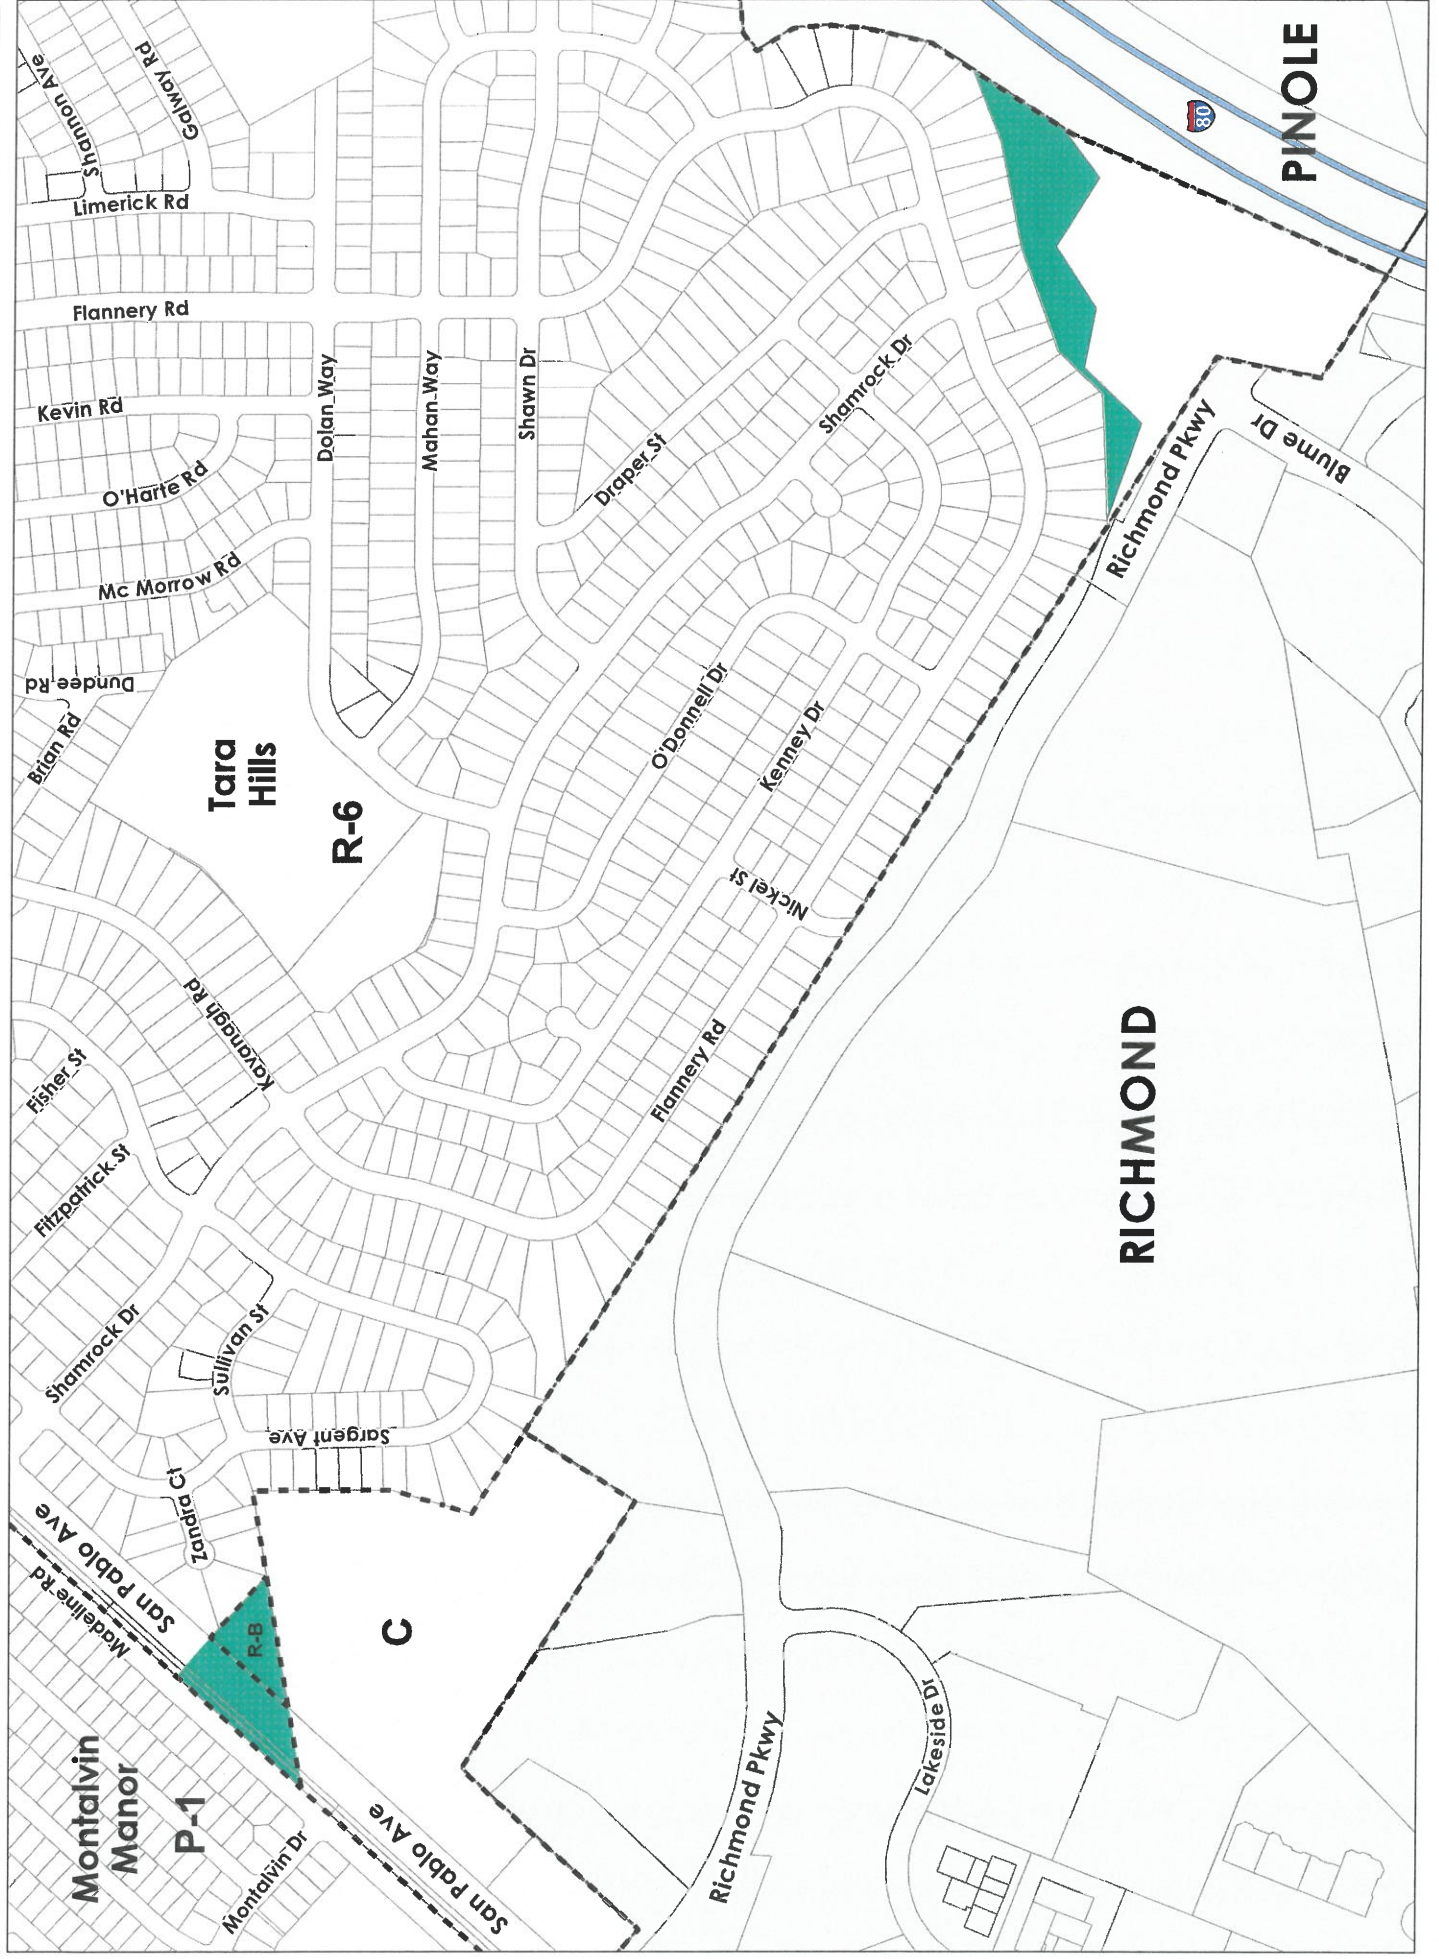 Shannon Ave
Galway Rd
Limerick Rd
Flannery Rd
Kevin Rd
O'Harte Rd
Mc Morrow Rd
Dundee Rd
Brian Rd
Dolan Way
Mahan Way
Shawn Dr
Draper St
Shamrock Dr
80
PINOLE
Blume Dr
Richmond Pkwy
Tara
Hills
R-6
O'Donnell Dr
Kenney Dr
Nickel St
Flannery Rd
Kavanagh Rd
Fisher St
Fitzpatrick St
Shamrock Dr
Sullivan St
Sargent Ave
Zandra Ct
San Pablo Ave
Madeline Rd
R-B
C
RICHMOND
Montalvin
Manor
P-1
Montalvin Dr
San Pablo Ave
Richmond Pkwy
Lakeside Dr